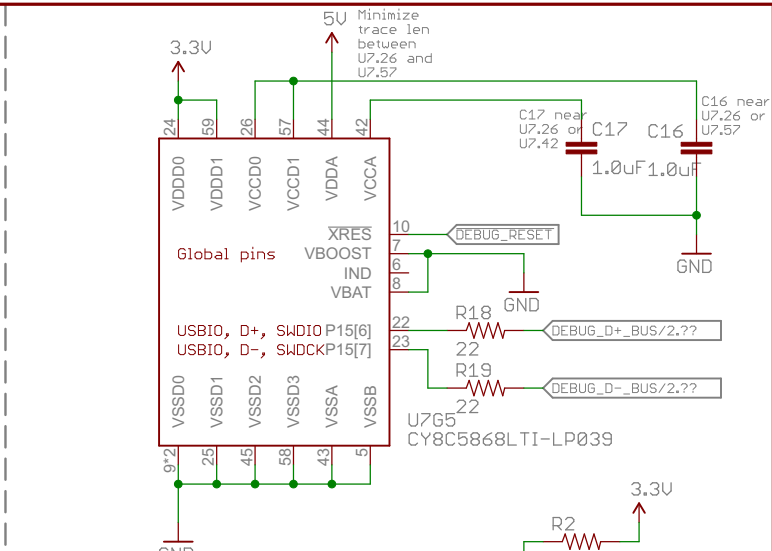 5V
Minimize
trace len
between
U7.26 and
U7.57
3.3V
24
59
26
57
44
42
C17 near
U7.26 or
U7.42
C17
1.0uF
C16
1.0uF
C16 near
U7.26 or
U7.57
VDDD0
VDDD1
VCCD0
VCCD1
VDDA
VCCA
XRES
10
DEBUG_RESET
Global pins
VBOOST
7
IND
6
VBAT
8
GND
GND
USBIO, D+, SWDIO P15[6]
22
R18
22
DEBUG_D+_BUS/2.??
USBIO, D-, SWDCK P15[7]
23
R19
22
DEBUG_D-_BUS/2.??
VSSD0
VSSD1
VSSD2
VSSD3
VSSA
VSSB
U7G5
CY8C5868LTI-LP039
9*2
25
45
58
43
5
GND
3.3V
R2